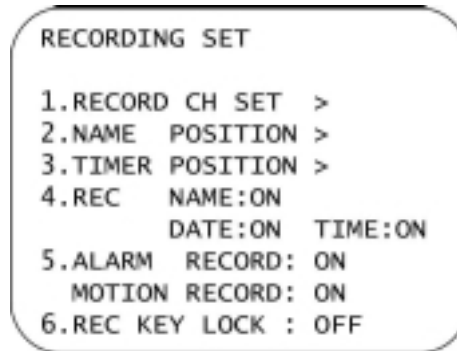 RECORDING SET
1.RECORD CH SET >
2.NAME POSITION >
3.TIMER POSITION >
4.REC NAME:ON
DATE:ON TIME:ON
5.ALARM RECORD: ON
MOTION RECORD: ON
6.REC KEY LOCK : OFF